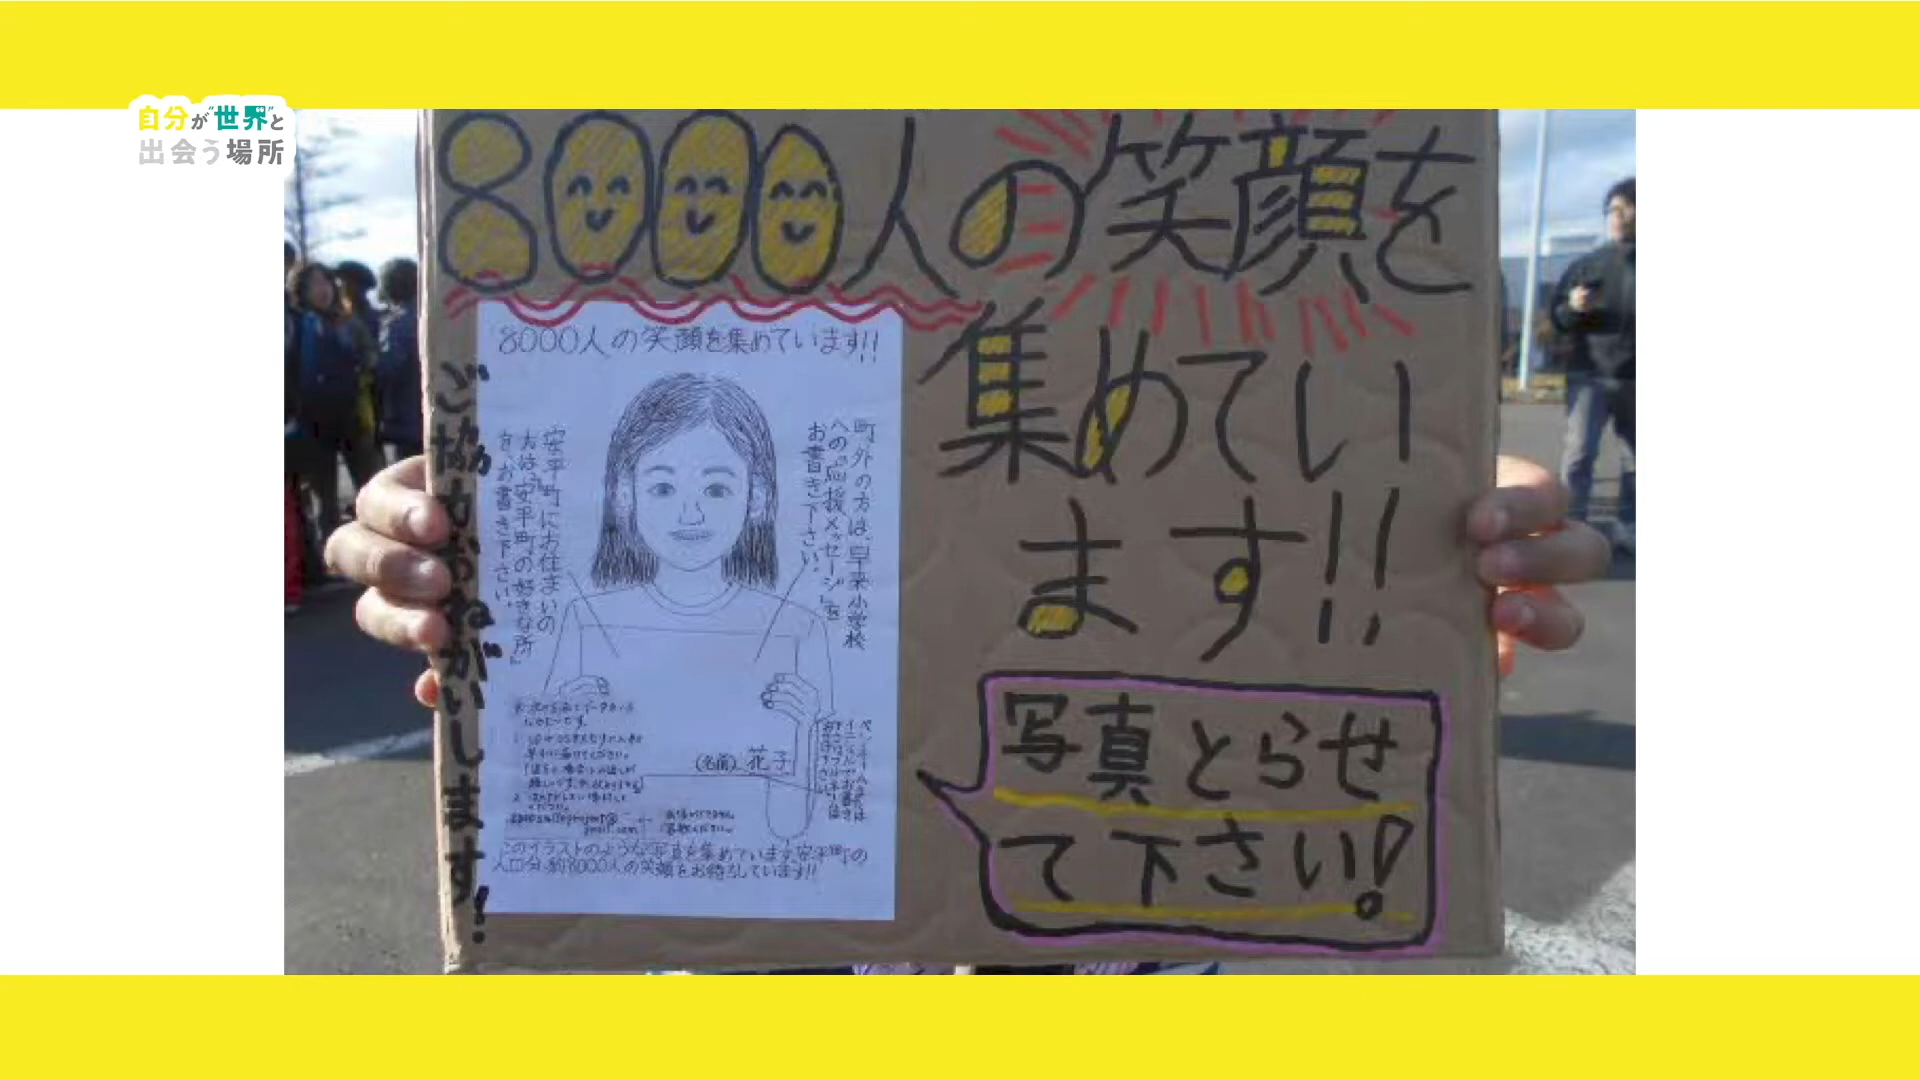 自分が“世界”と
出会う場所
8000人の笑顔を
集めてい
ます!!
写真とらせ
て下さい!
ご協力おねがいします!
8000人の笑顔を集めています!!
町外の方は、早来小学校
への『応援メッセージ』を
お書き下さい。
安平町にお住まいの
方は、『安平町の好きな所』
を、お書き下さい。
(名前) 花子
このイラストのような写真を集めています。安平町の
人口分、約8000人の笑顔をお待ちしています!!